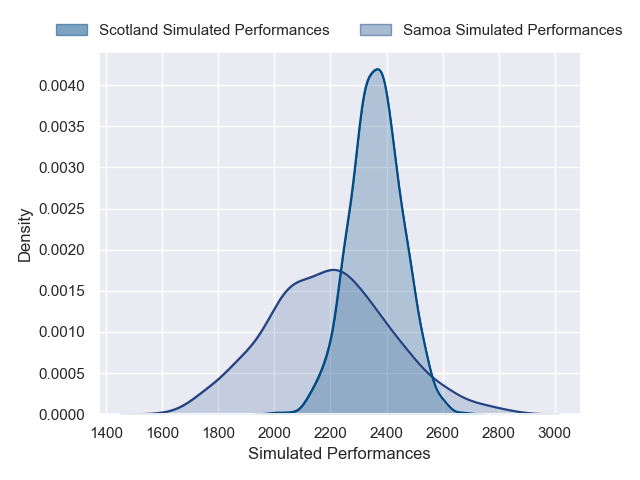 Scotland Simulated Performances
Samoa Simulated Performances
0.0040
0.0035
0.0030
0.0025
0.0020
0.0015
0.0010
0.0005
0.0000
Density
1400 1600 1800 2000 2200 2400 2600 2800 3000
Simulated Performances